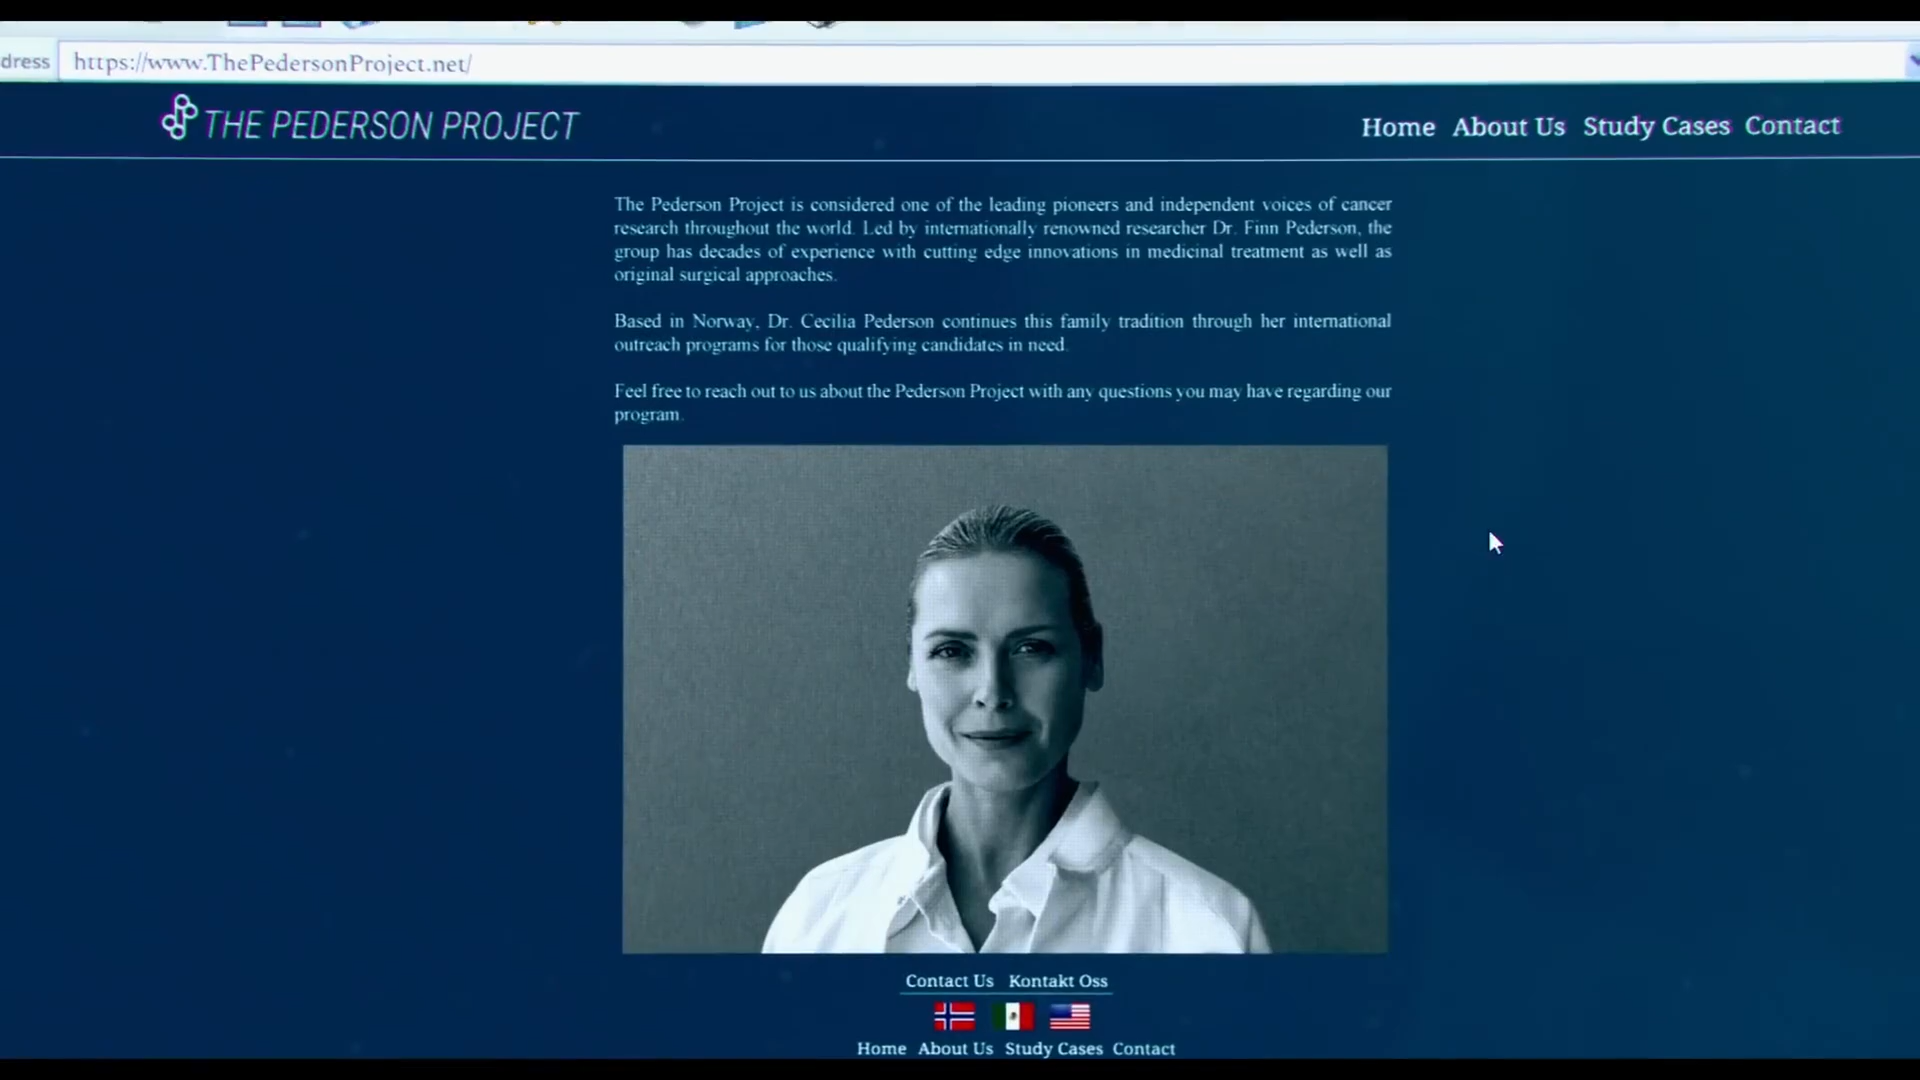 dress
https://www.ThePedersonProject.net/
THE PEDERSON PROJECT
Home About Us Study Cases Contact
The Pederson Project is considered one of the leading pioneers and independent voices of cancer
research throughout the world. Led by internationally renowned researcher Dr. Finn Pederson, the
group has decades of experience with cutting edge innovations in medicinal treatment as well as
original surgical approaches.
Based in Norway, Dr. Cecilia Pederson continues this family tradition through her international
outreach programs for those qualifying candidates in need.
Feel free to reach out to us about the Pederson Project with any questions you may have regarding our
program.
Contact Us Kontakt Oss
Home About Us Study Cases Contact